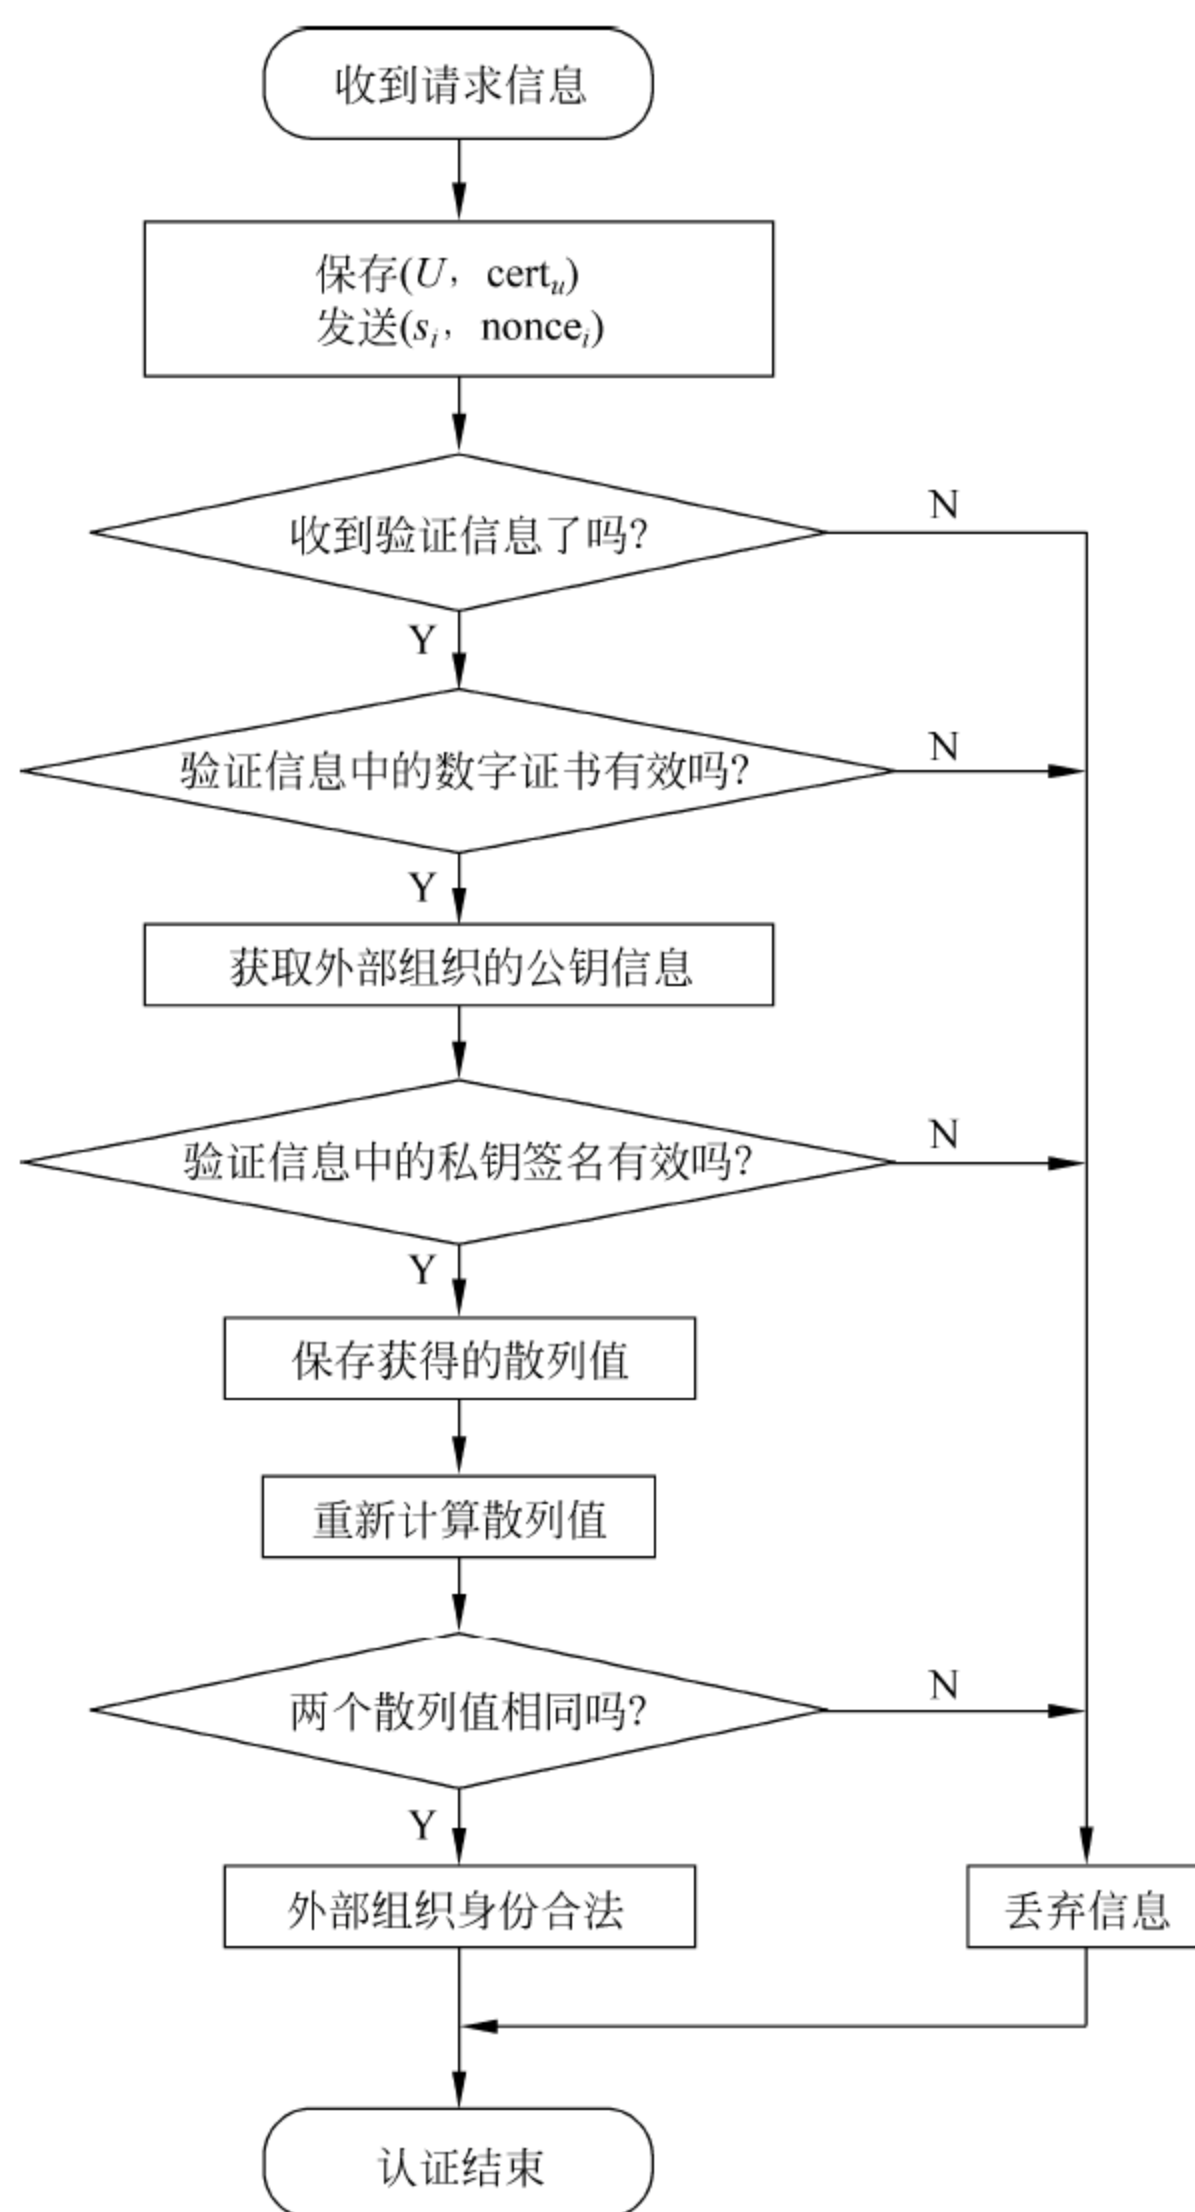 收到请求信息
保存(U，cert_u)
发送(s_i，nonce_i)
收到验证信息了吗?
N
Y
验证信息中的数字证书有效吗?
N
Y
获取外部组织的公钥信息
验证信息中的私钥签名有效吗?
N
Y
保存获得的散列值
重新计算散列值
两个散列值相同吗?
N
Y
外部组织身份合法
丢弃信息
认证结束